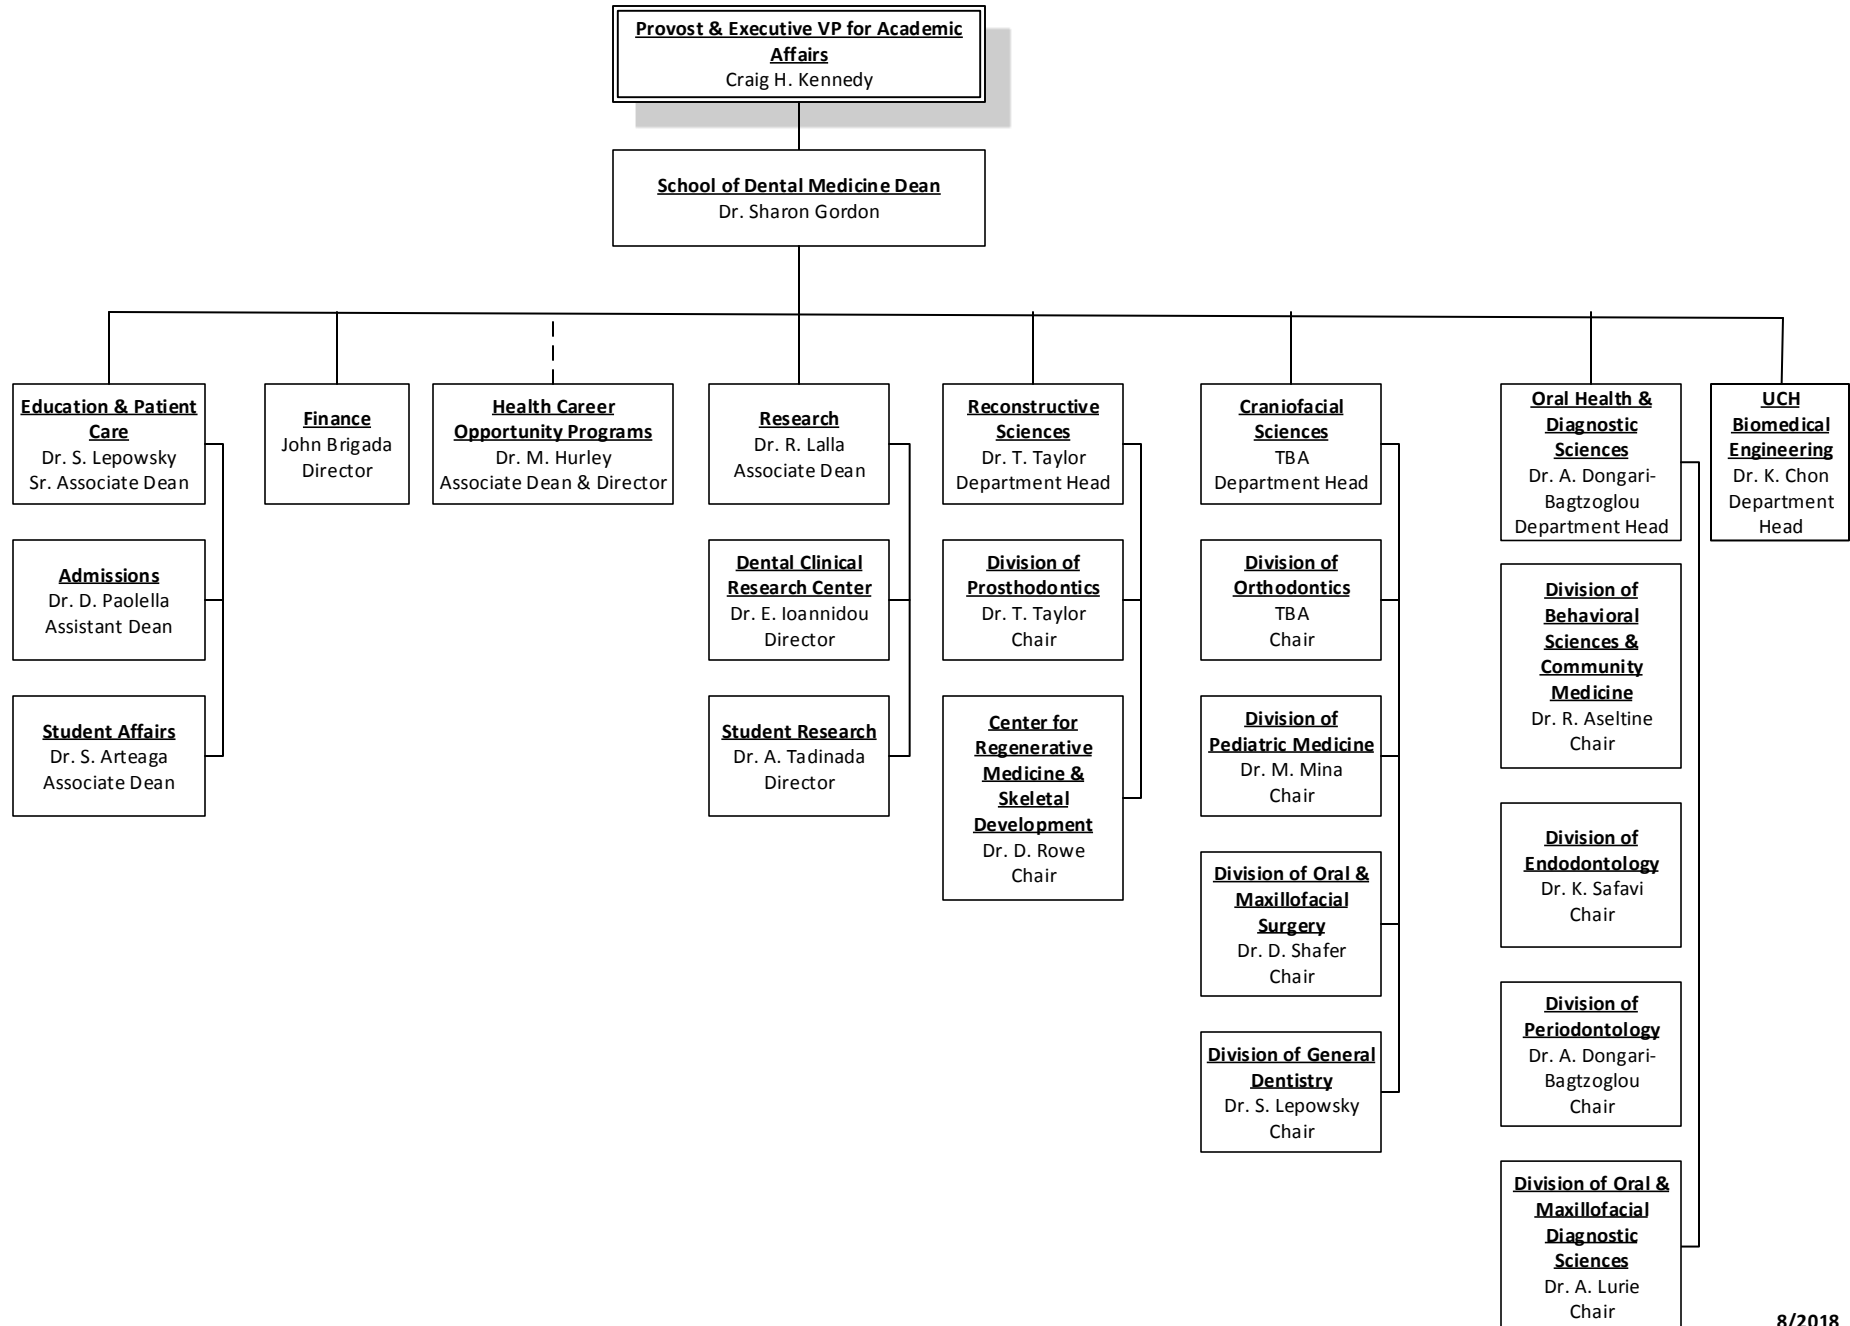 Provost & Executive VP for Academic
Affairs
Craig H. Kennedy
School of Dental Medicine Dean
Dr. Sharon Gordon
Education & Patient
Care
Dr. S. Lepowsky
Sr. Associate Dean
Admissions
Dr. D. Paolella
Assistant Dean
Student Affairs
Dr. S. Arteaga
Associate Dean
Finance
John Brigada
Director
Health Career
Opportunity Programs
Dr. M. Hurley
Associate Dean & Director
Research
Dr. R. Lalla
Associate Dean
Dental Clinical
Research Center
Dr. E. Ioannidou
Director
Student Research
Dr. A. Tadinada
Director
Reconstructive
Sciences
Dr. T. Taylor
Department Head
Division of
Prosthodontics
Dr. T. Taylor
Chair
Center for
Regenerative
Medicine &
Skeletal
Development
Dr. D. Rowe
Chair
Craniofacial
Sciences
TBA
Department Head
Division of
Orthodontics
TBA
Chair
Division of
Pediatric Medicine
Dr. M. Mina
Chair
Division of Oral &
Maxillofacial
Surgery
Dr. D. Shafer
Chair
Division of General
Dentistry
Dr. S. Lepowsky
Chair
Oral Health &
Diagnostic
Sciences
Dr. A. Dongari-
Bagtzoglou
Department Head
Division of
Behavioral
Sciences &
Community
Medicine
Dr. R. Aseltine
Chair
Division of
Endodontology
Dr. K. Safavi
Chair
Division of
Periodontology
Dr. A. Dongari-
Bagtzoglou
Chair
Division of Oral &
Maxillofacial
Diagnostic
Sciences
Dr. A. Lurie
Chair
UCH
Biomedical
Engineering
Dr. K. Chon
Department
Head
8/2018